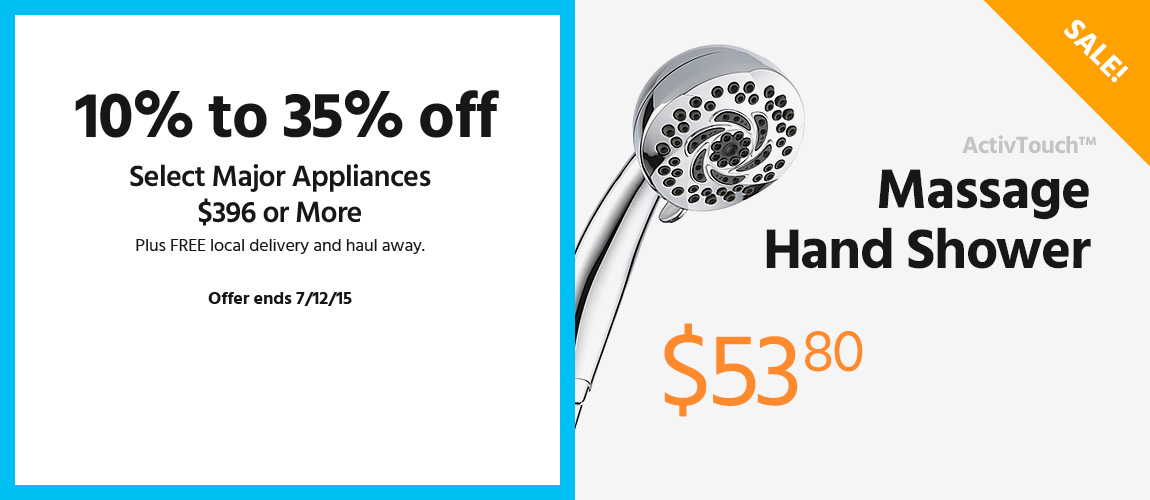 10% to 35% off
Select Major Appliances
$396 or More
Plus FREE local delivery and haul away.
Offer ends 7/12/15
SALE!
ActivTouch™
Massage
Hand Shower
$53 80